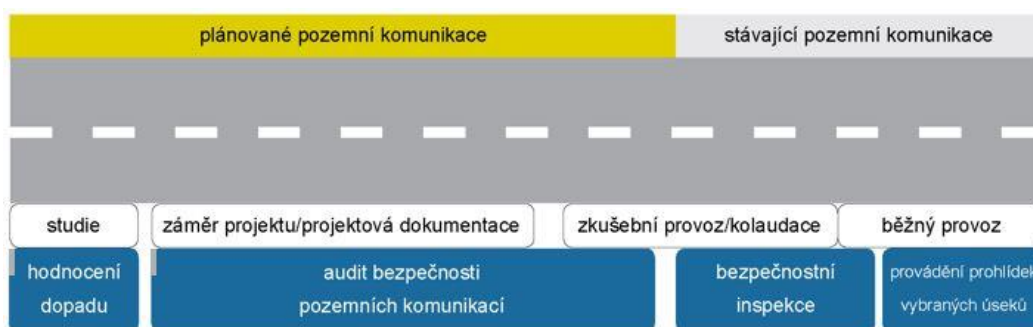 plánované pozemní komunikace
stávající pozemní komunikace
studie
záměr projektu/projektová dokumentace
zkušební provoz/kolaudace
běžný provoz
hodnocení
dopadu
audit bezpečnosti
pozemních komunikací
bezpečnostní
inspekce
provádění prohlídek
vybraných úseků